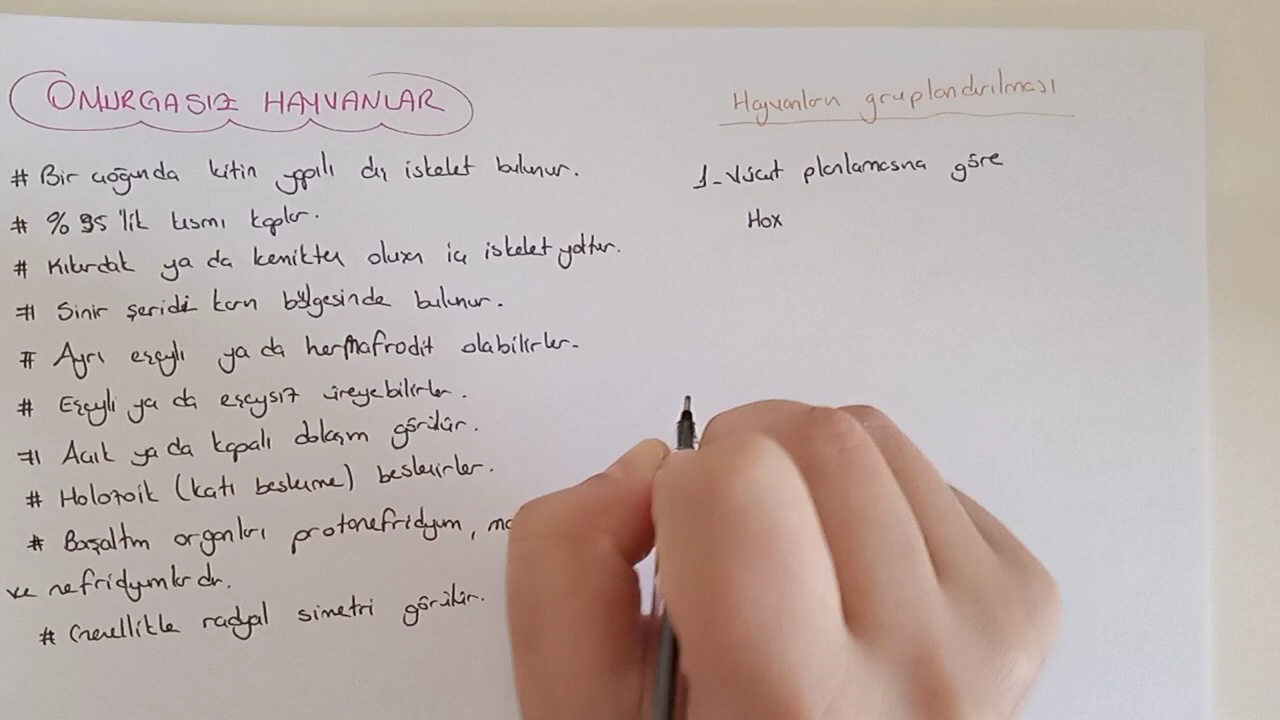 OMURGASIZ HAYVANLAR
# Bir çoğunda kitin yapılı dış iskelet bulunur.
# % 95'lik kısmı kaplar.
# Kıkırdak ya da kemikten oluşan iç iskelet yoktur.
# Sinir şeridi karın bölgesinde bulunur.
# Ayrı eşeyli ya da hermafrodit olabilirler.
# Eşeyli ya da eşeysiz üreyebilirler.
# Açık ya da kapalı dolaşım görülür.
# Holozoik (katı beslenme) beslenirler.
# Boşaltım organları protonefridyum, ma
ve nefridyumlardır.
# Genellikle radyal simetri görülür.
Hayvanların gruplandırılması
1- Vücut planlamasına göre
Hox